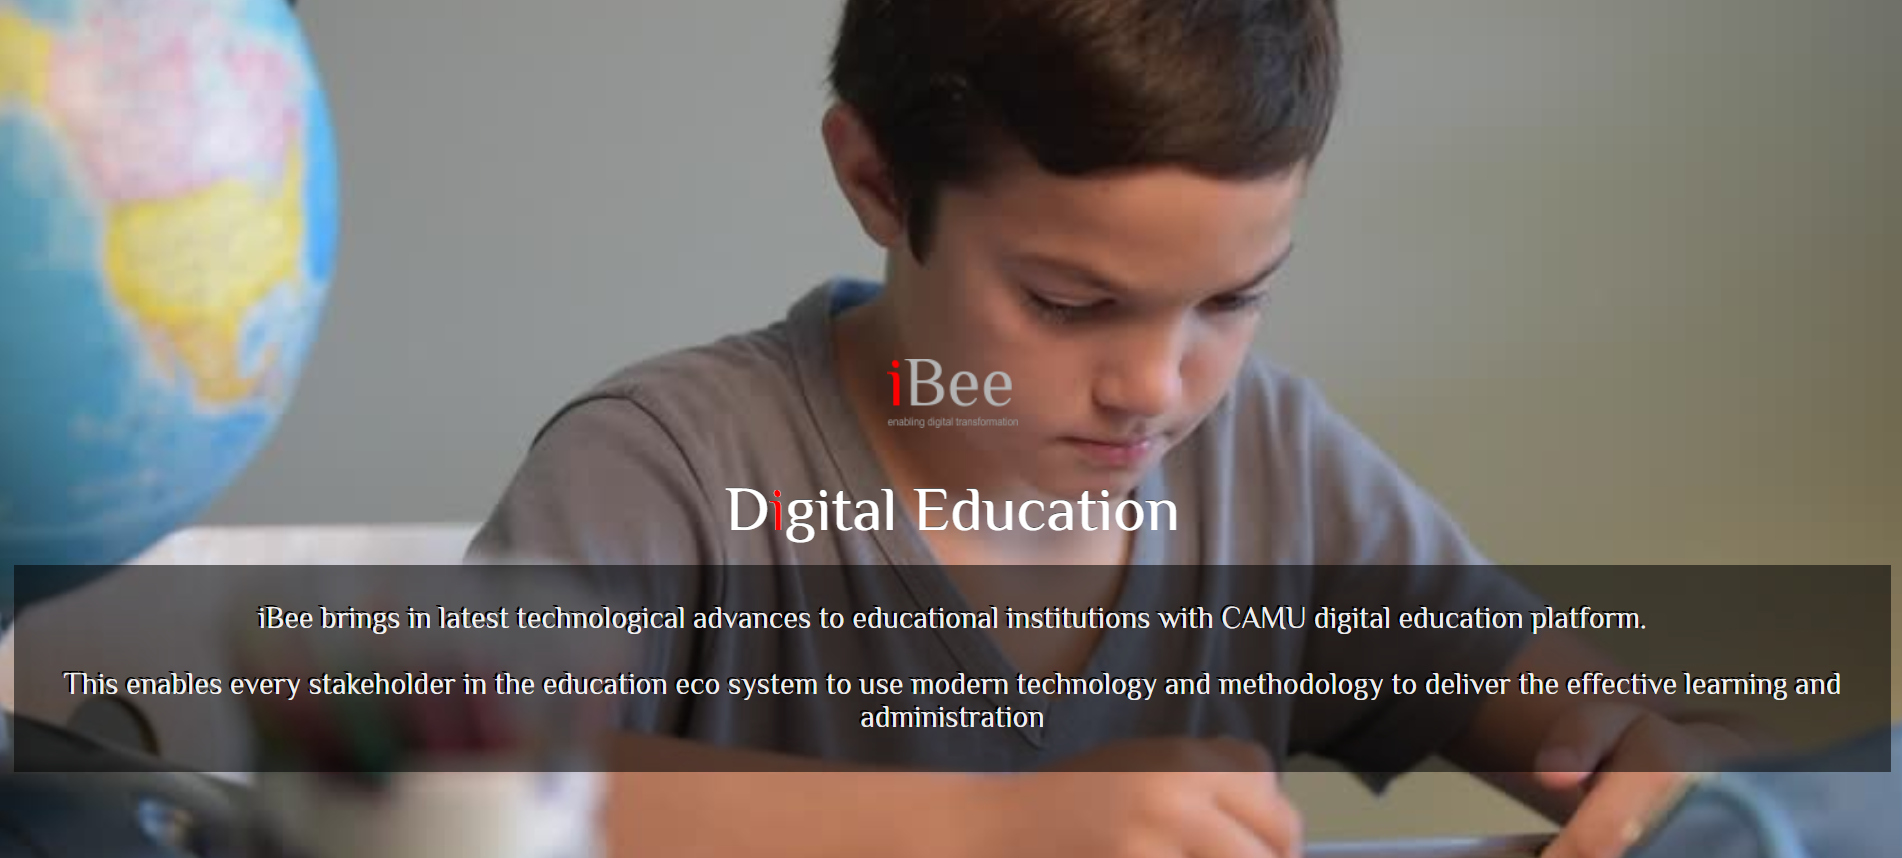 iBee
enabling digital transformation
Digital Education
iBee brings in latest technological advances to educational institutions with CAMU digital education platform.
This enables every stakeholder in the education eco system to use modern technology and methodology to deliver the effective learning and
administration